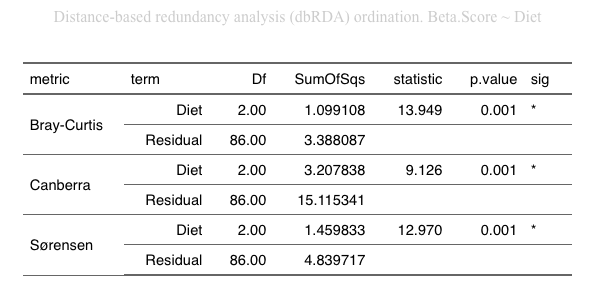 Distance-based redundancy analysis (dbRDA) ordination. Beta.Score ~ Diet
metric term Df SumOfSqs statistic p.value sig
Bray-Curtis Diet 2.00 1.099108 13.949 0.001 *
Residual 86.00 3.388087
Canberra Diet 2.00 3.207838 9.126 0.001 *
Residual 86.00 15.115341
Sørensen Diet 2.00 1.459833 12.970 0.001 *
Residual 86.00 4.839717